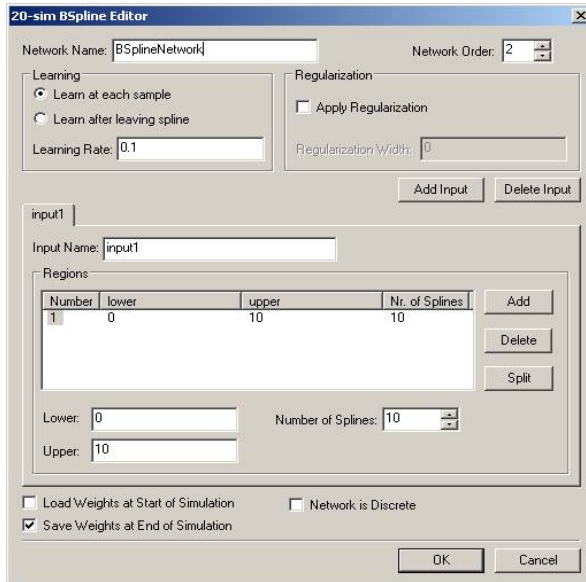 20-sim BSpline Editor
Network Name: BSplineNetwork
Network Order: 2
Learning
Learn at each sample
Learn after leaving spline
Learning Rate: 0.1
Regularization
Apply Regularization
Regularization Width: 0
Add Input
Delete Input
input1
Input Name: input1
Regions
Number lower upper Nr. of Splines
1 0 10 10
Add
Delete
Split
Lower: 0
Number of Splines: 10
Upper: 10
Load Weights at Start of Simulation
Network is Discrete
Save Weights at End of Simulation
OK
Cancel